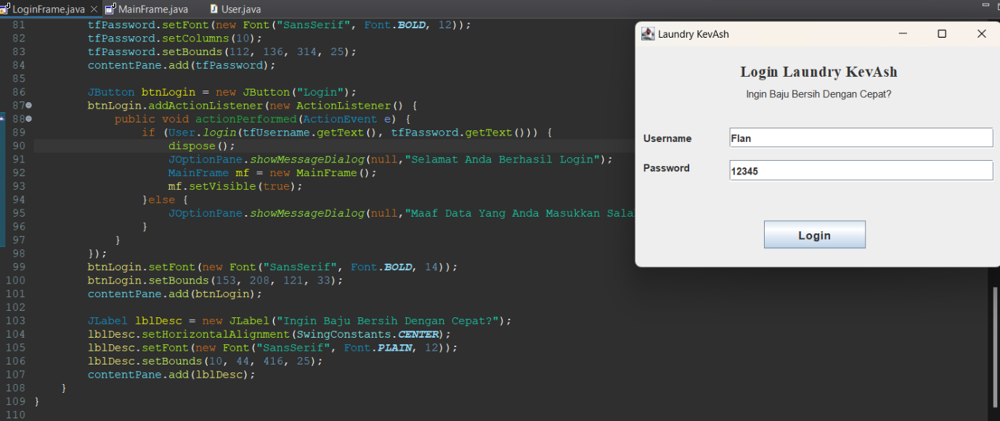 LoginFrame.java MainFrame.java User.java
81 tfPassword.setFont(new Font("SansSerif", Font.BOLD, 12));
82 tfPassword.setColumns(10);
83 tfPassword.setBounds(112, 136, 314, 25);
84 contentPane.add(tfPassword);
85
86 JButton btnLogin = new JButton("Login");
87 btnLogin.addActionListener(new ActionListener() {
88 public void actionPerformed(ActionEvent e) {
89 if (User.login(tfUsername.getText(), tfPassword.getText())) {
90 dispose();
91 JOptionPane.showMessageDialog(null,"Selamat Anda Berhasil Login");
92 MainFrame mf = new MainFrame();
93 mf.setVisible(true);
94 }else {
95 JOptionPane.showMessageDialog(null,"Maaf Data Yang Anda Masukkan
96 }
97 }
98 });
99 btnLogin.setFont(new Font("SansSerif", Font.BOLD, 14));
100 btnLogin.setBounds(153, 208, 121, 33);
101 contentPane.add(btnLogin);
102
103 JLabel lblDesc = new JLabel("Ingin Baju Bersih Dengan Cepat?");
104 lblDesc.setHorizontalAlignment(SwingConstants.CENTER);
105 lblDesc.setFont(new Font("SansSerif", Font.PLAIN, 12));
106 lblDesc.setBounds(10, 44, 416, 25);
107 contentPane.add(lblDesc);
108 }
109 }
110
Laundry KevAsh
Login Laundry KevAsh
Ingin Baju Bersih Dengan Cepat?
Username Flan
Password 12345
Login